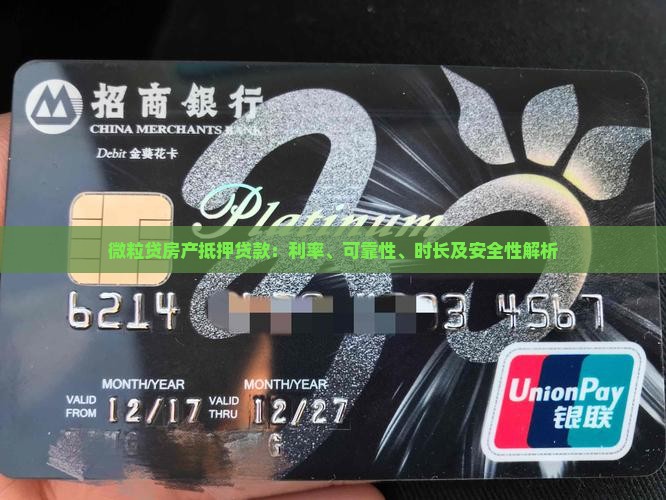 招商銀行
CHINA MERCHANTS BANK
Debit 金葵花卡
Platinum
微粒贷房产抵押贷款：利率、可靠性、时长及安全性解析
6214 03 4567
MONTH/YEAR MONTH/YEAR
VALID FROM 12/17 VALID THRU 12/27
UnionPay
银联